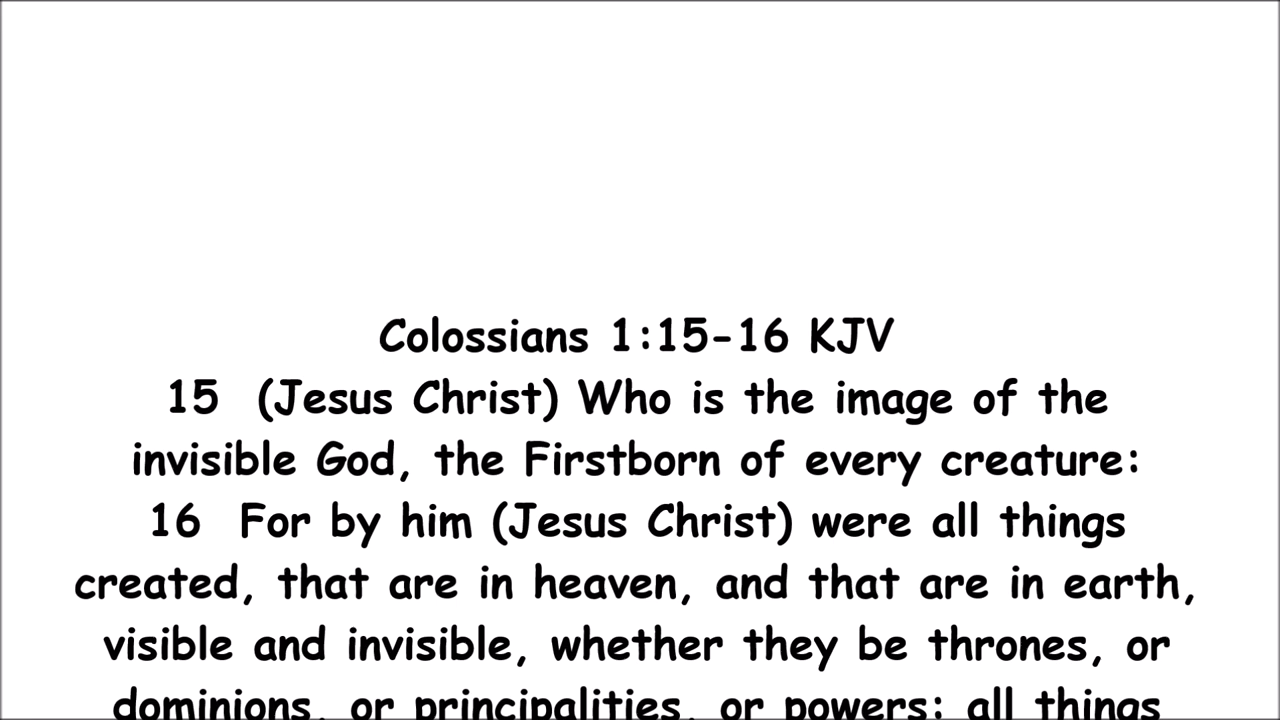 Colossians 1:15-16 KJV
15 (Jesus Christ) Who is the image of the
invisible God, the Firstborn of every creature:
16 For by him (Jesus Christ) were all things
created, that are in heaven, and that are in earth,
visible and invisible, whether they be thrones, or
dominions, or principalities, or powers: all things